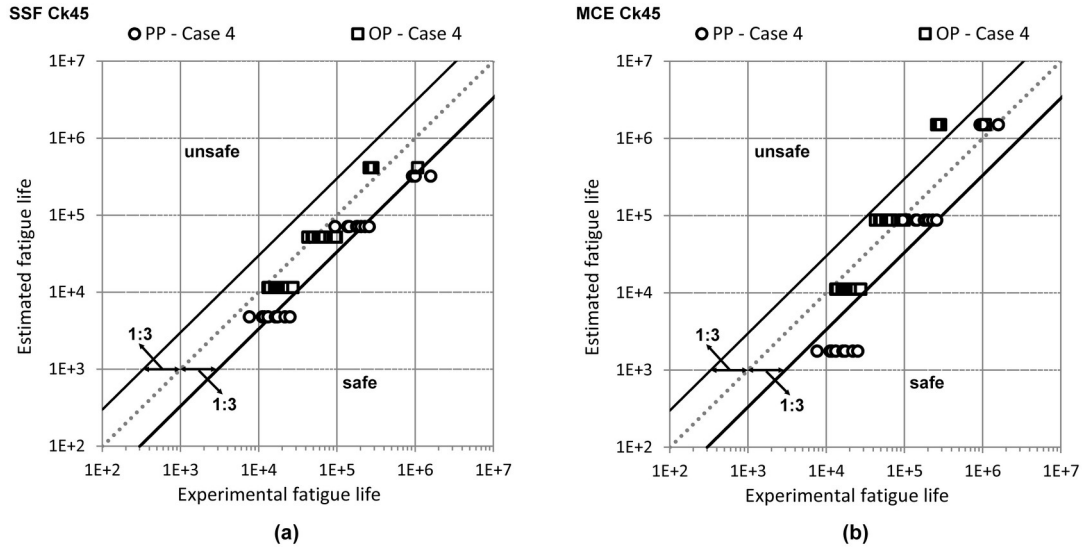 SSF Ck45
PP - Case 4 OP - Case 4
1E+7
1E+6
1E+5
1E+4
1E+3
1E+2
Estimated fatigue life
unsafe
1:3
1:3
safe
1E+2 1E+3 1E+4 1E+5 1E+6 1E+7
Experimental fatigue life
(a)
MCE Ck45
PP - Case 4 OP - Case 4
1E+7
1E+6
1E+5
1E+4
1E+3
1E+2
Estimated fatigue life
unsafe
1:3
1:3
safe
1E+2 1E+3 1E+4 1E+5 1E+6 1E+7
Experimental fatigue life
(b)